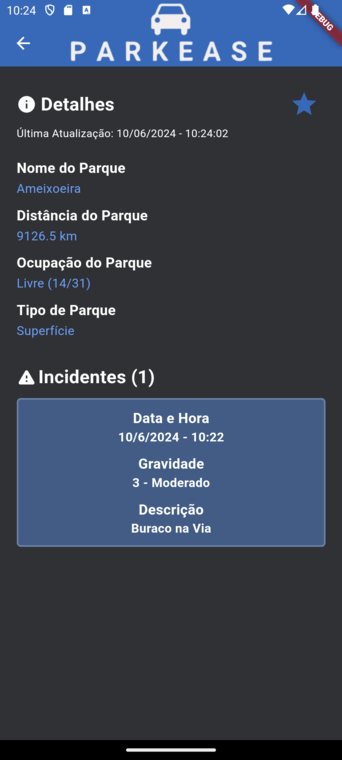 10:24
DEBUG
PARKEASE
Detalhes
Última Atualização: 10/06/2024 - 10:24:02
Nome do Parque
Ameixoeira
Distância do Parque
9126.5 km
Ocupação do Parque
Livre (14/31)
Tipo de Parque
Superfície
Incidentes (1)
Data e Hora
10/6/2024 - 10:22
Gravidade
3 - Moderado
Descrição
Buraco na Via